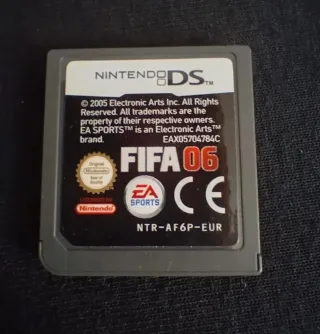 NINTENDODS™
© 2005 Electronic Arts Inc. All Rights
Reserved. All trademarks are the
property of their respective owners.
EA SPORTS™ is an Electronic Arts™
brand. EAX05704784C
Original
Nintendo
Seal of
Quality
FIFA 06
Nintendo
EA
SPORTS
CE
NTR-AF6P-EUR